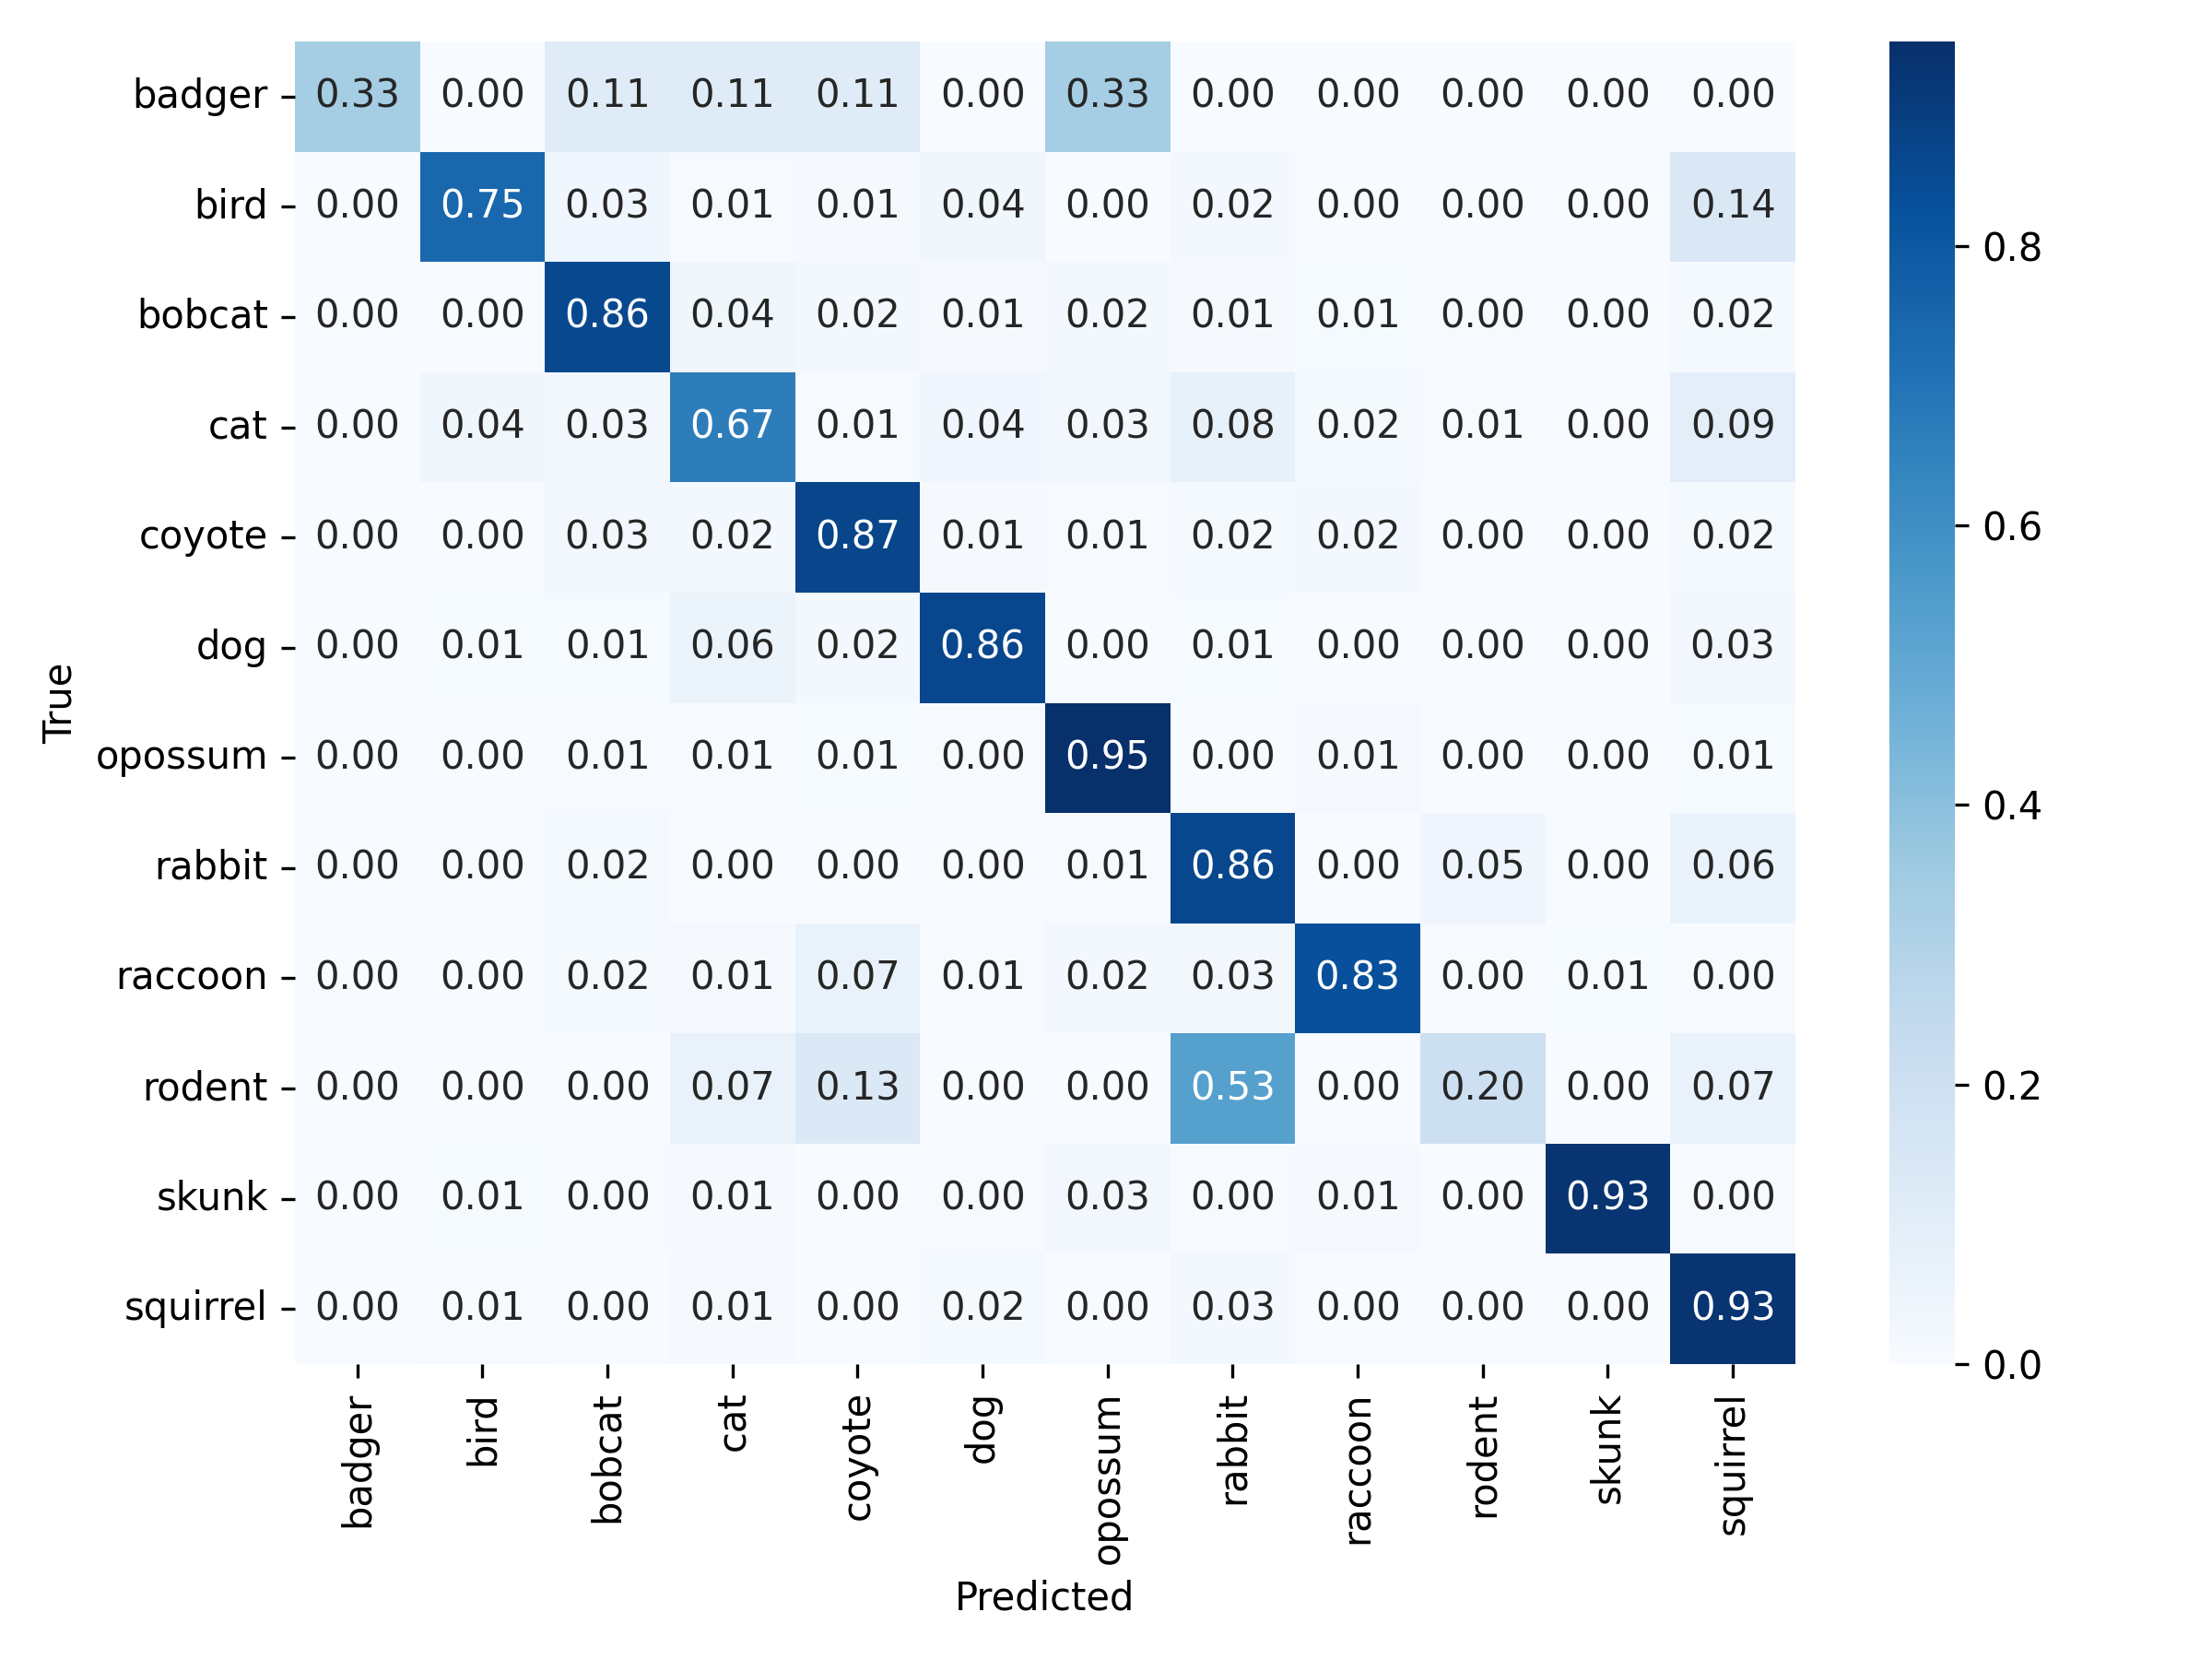 badger 0.33 0.00 0.11 0.11 0.11 0.00 0.33 0.00 0.00 0.00 0.00 0.00
bird 0.00 0.75 0.03 0.01 0.01 0.04 0.00 0.02 0.00 0.00 0.00 0.14
bobcat 0.00 0.00 0.86 0.04 0.02 0.01 0.02 0.01 0.01 0.00 0.00 0.02
cat 0.00 0.04 0.03 0.67 0.01 0.04 0.03 0.08 0.02 0.01 0.00 0.09
coyote 0.00 0.00 0.03 0.02 0.87 0.01 0.01 0.02 0.02 0.00 0.00 0.02
dog 0.00 0.01 0.01 0.06 0.02 0.86 0.00 0.01 0.00 0.00 0.00 0.03
opossum 0.00 0.00 0.01 0.01 0.01 0.00 0.95 0.00 0.01 0.00 0.00 0.01
rabbit 0.00 0.00 0.02 0.00 0.00 0.00 0.01 0.86 0.00 0.05 0.00 0.06
raccoon 0.00 0.00 0.02 0.01 0.07 0.01 0.02 0.03 0.83 0.00 0.01 0.00
rodent 0.00 0.00 0.00 0.07 0.13 0.00 0.00 0.53 0.00 0.20 0.00 0.07
skunk 0.00 0.01 0.00 0.01 0.00 0.00 0.03 0.00 0.01 0.00 0.93 0.00
squirrel 0.00 0.01 0.00 0.01 0.00 0.02 0.00 0.03 0.00 0.00 0.00 0.93
True
badger bird bobcat cat coyote dog opossum rabbit raccoon rodent skunk squirrel
Predicted
0.8
0.6
0.4
0.2
0.0